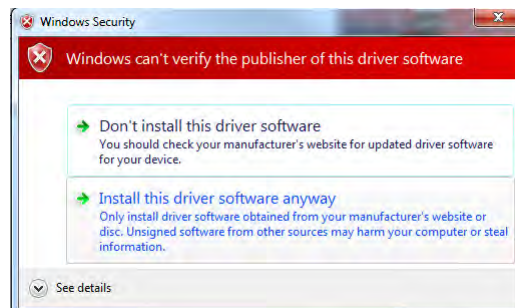 Windows Security
Windows can't verify the publisher of this driver software
Don't install this driver software
You should check your manufacturer's website for updated driver software
for your device.
Install this driver software anyway
Only install driver software obtained from your manufacturer's website or
disc. Unsigned software from other sources may harm your computer or steal
information.
See details